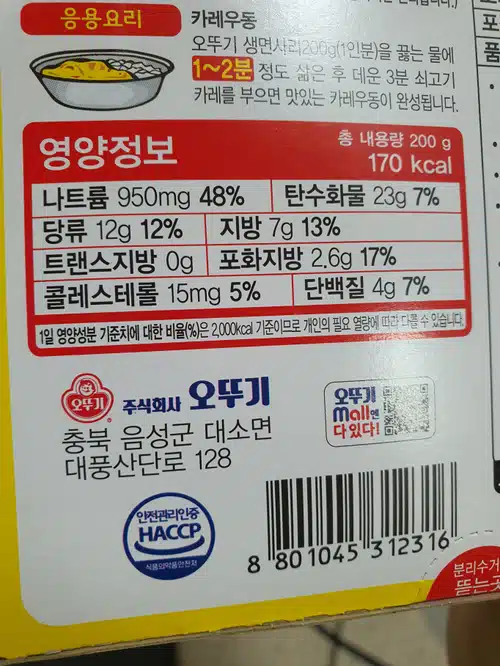 응용요리
카레우동
오뚜기 생면사리200g(1인분)을 끓는 물에
1~2분 정도 삶은 후 데운 3분 쇠고기
카레를 부으면 맛있는 카레우동이 완성됩니다.
영양정보
총 내용량 200 g
170 kcal
나트륨 950mg 48% 탄수화물 23g 7%
당류 12g 12% 지방 7g 13%
트랜스지방 0g 포화지방 2.6g 17%
콜레스테롤 15mg 5% 단백질 4g 7%
1일 영양성분 기준치에 대한 비율(%)은 2,000kcal 기준이므로 개인의 필요 열량에 따라 다를 수 있습니다.
오뚜기 주식회사 오뚜기
충북 음성군 대소면
대풍산단로 128
오뚜기
mall엔
다 있다!
안전관리인증
HACCP
식품의약품안전처
8 801045 312316
분리수거
뜯는곳
포
품